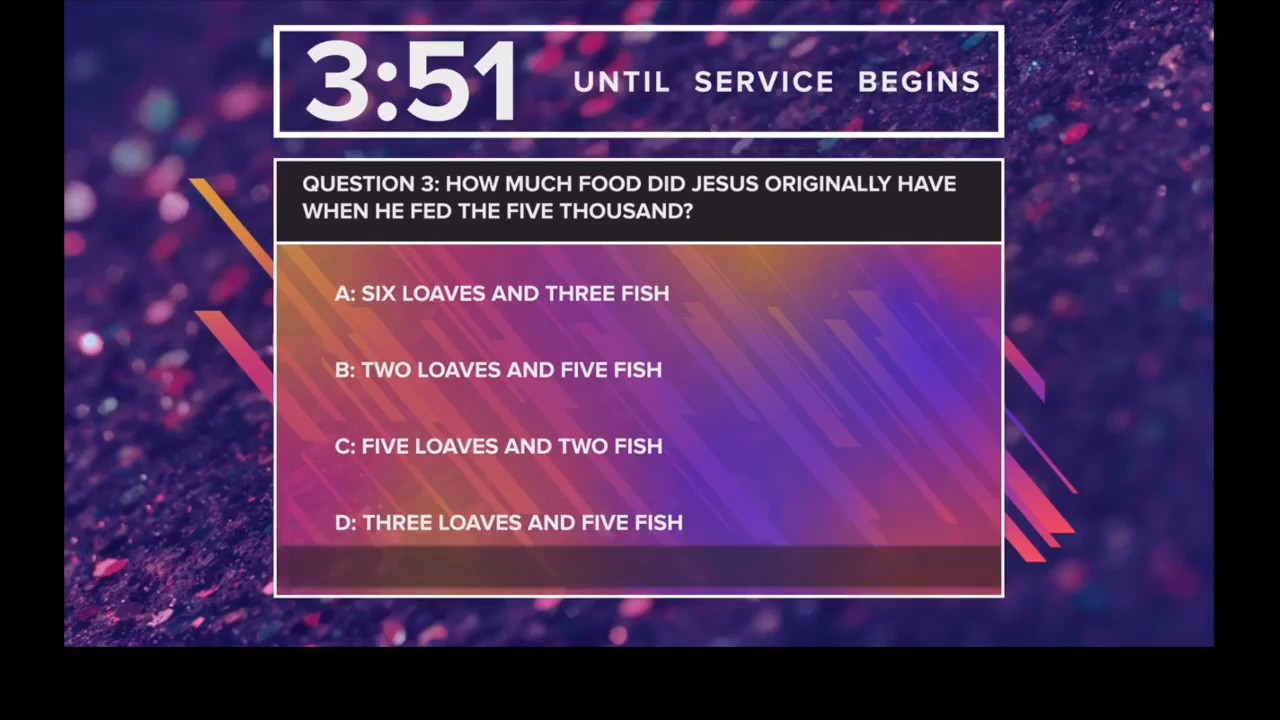 3:51 UNTIL SERVICE BEGINS
QUESTION 3: HOW MUCH FOOD DID JESUS ORIGINALLY HAVE
WHEN HE FED THE FIVE THOUSAND?
A: SIX LOAVES AND THREE FISH
B: TWO LOAVES AND FIVE FISH
C: FIVE LOAVES AND TWO FISH
D: THREE LOAVES AND FIVE FISH